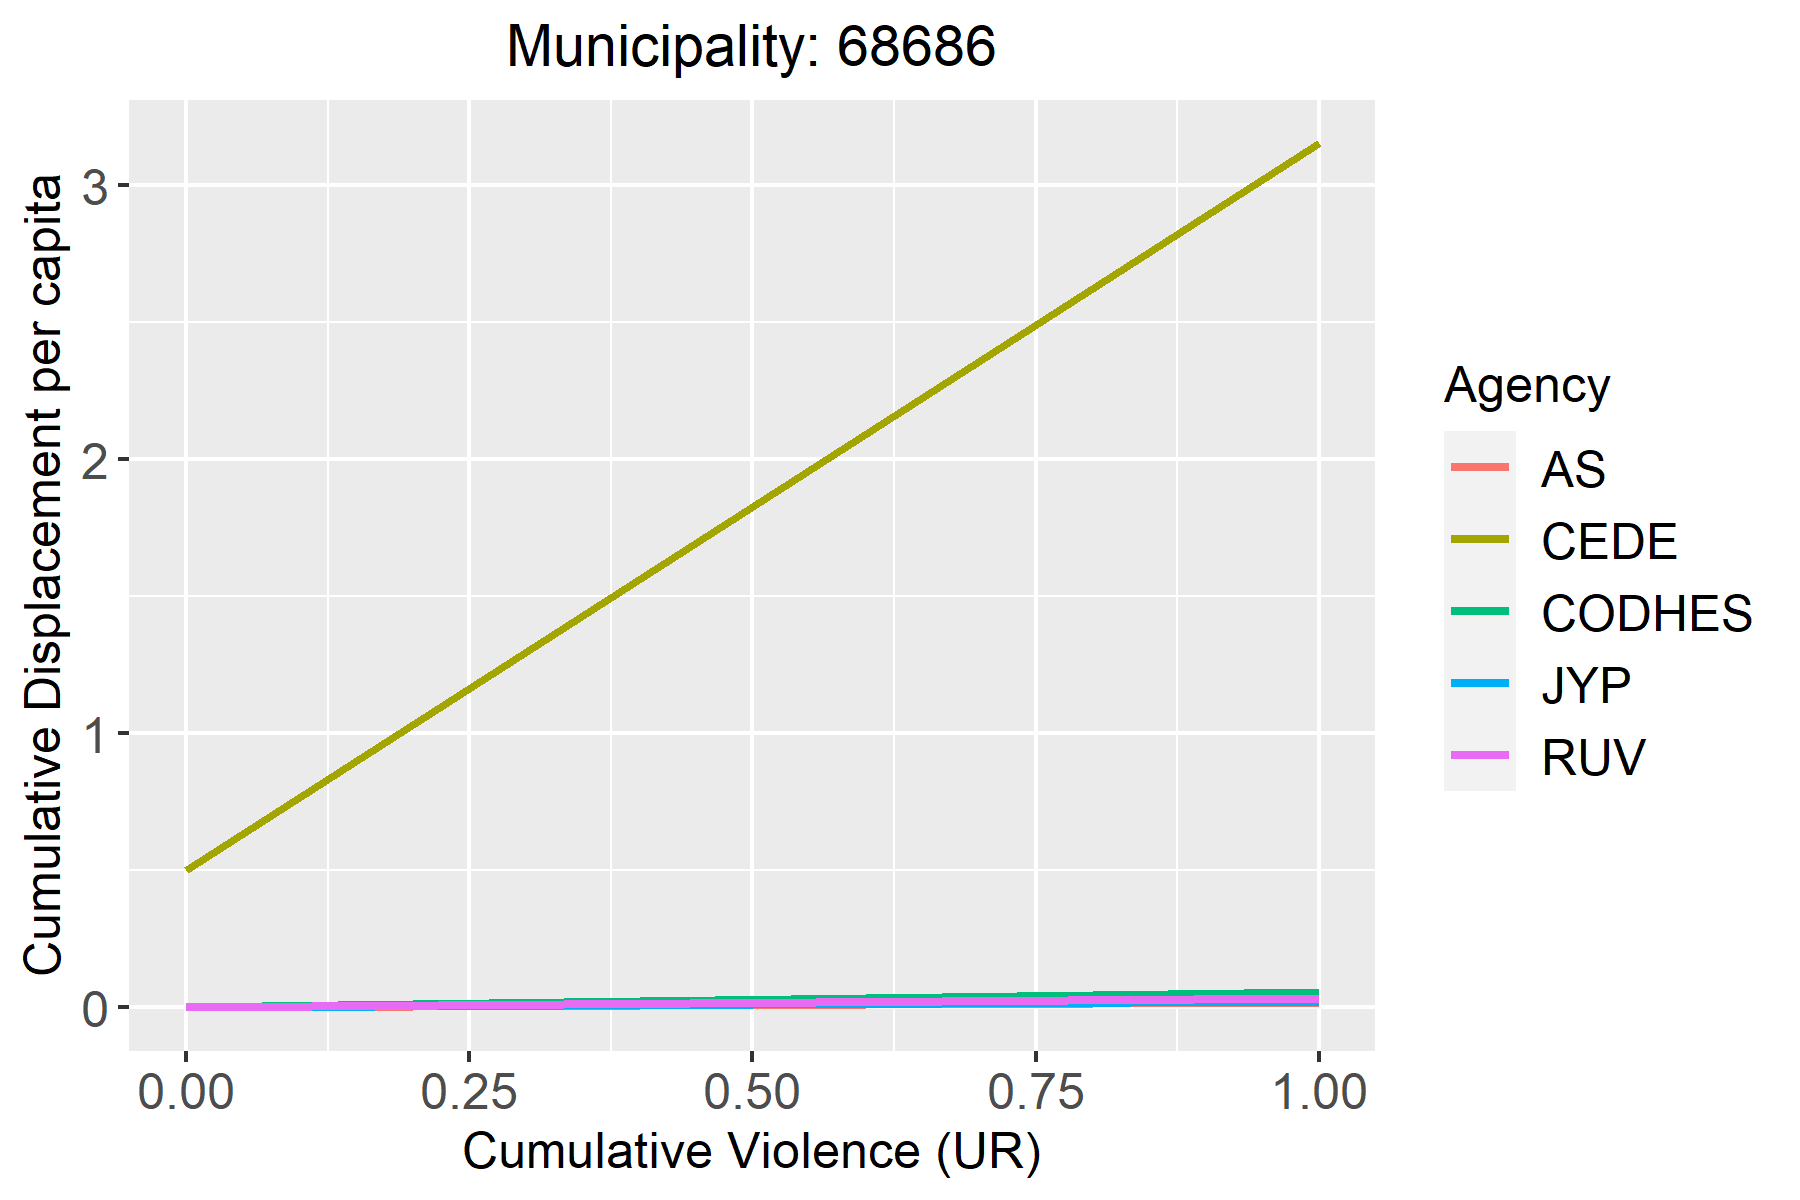 Municipality: 68686
Cumulative Displacement per capita
3
2
1
0
0.00 0.25 0.50 0.75 1.00
Cumulative Violence (UR)
Agency
AS
CEDE
CODHES
JYP
RUV